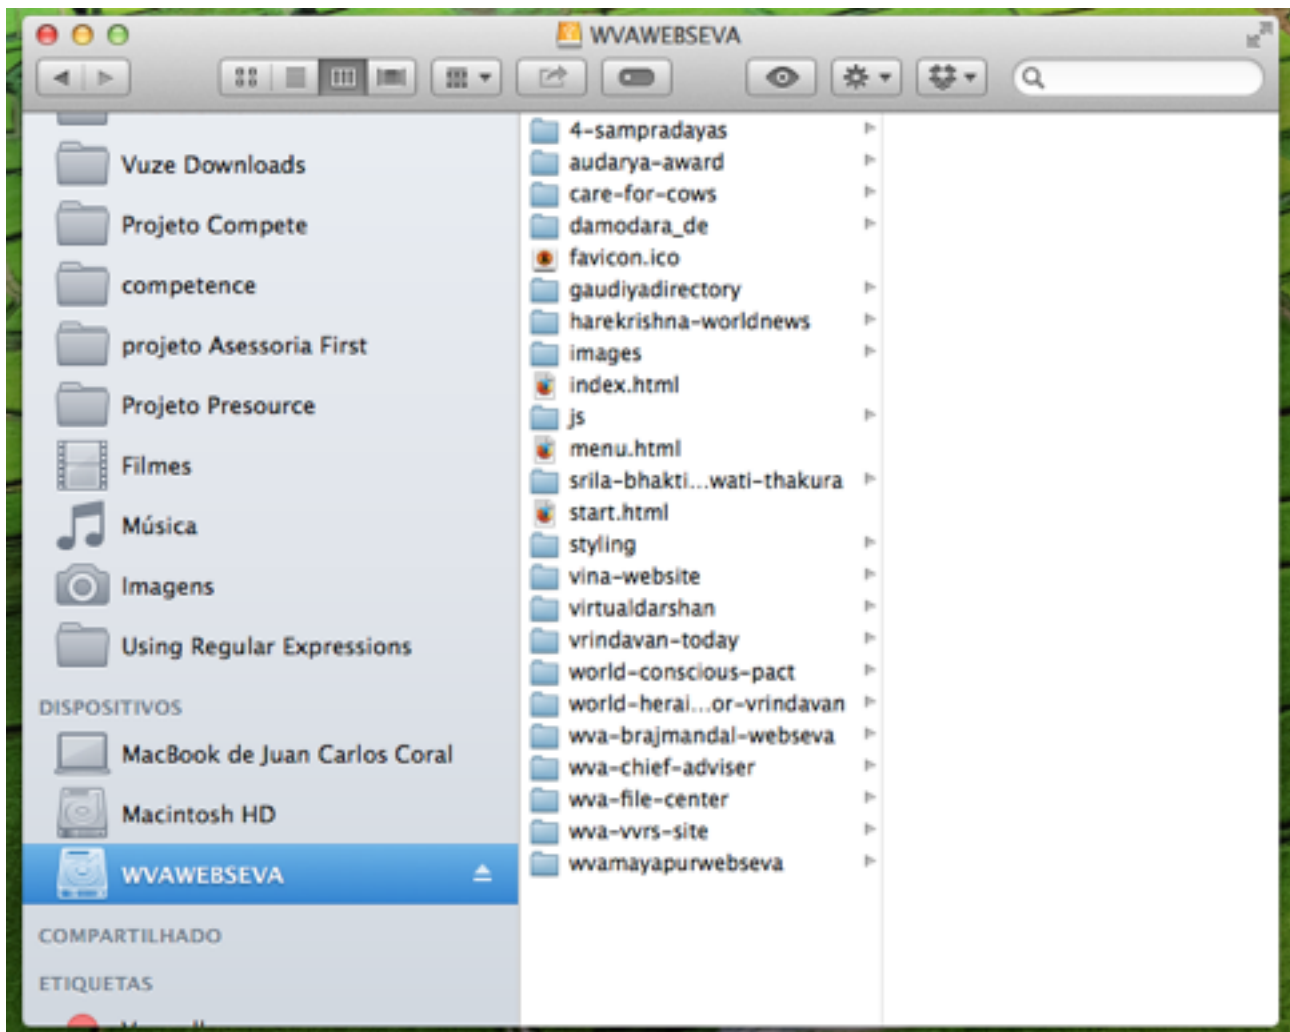 WVAWEBSEVA
Vuze Downloads
Projeto Compete
competence
projeto Asessoria First
Projeto Presource
Filmes
Música
Imagens
Using Regular Expressions
DISPOSITIVOS
MacBook de Juan Carlos Coral
Macintosh HD
WVAWEBSEVA
COMPARTILHADO
ETIQUETAS
4-sampradayas
audarya-award
care-for-cows
damodara_de
favicon.ico
gaudiyadirectory
harekrishna-worldnews
images
index.html
js
menu.html
srila-bhakti...wati-thakura
start.html
styling
vina-website
virtualdarshan
vrindavan-today
world-conscious-pact
world-herai...or-vrindavan
wva-brajmandal-webseva
wva-chief-adviser
wva-file-center
wva-vvrs-site
wvamayapurwebseva